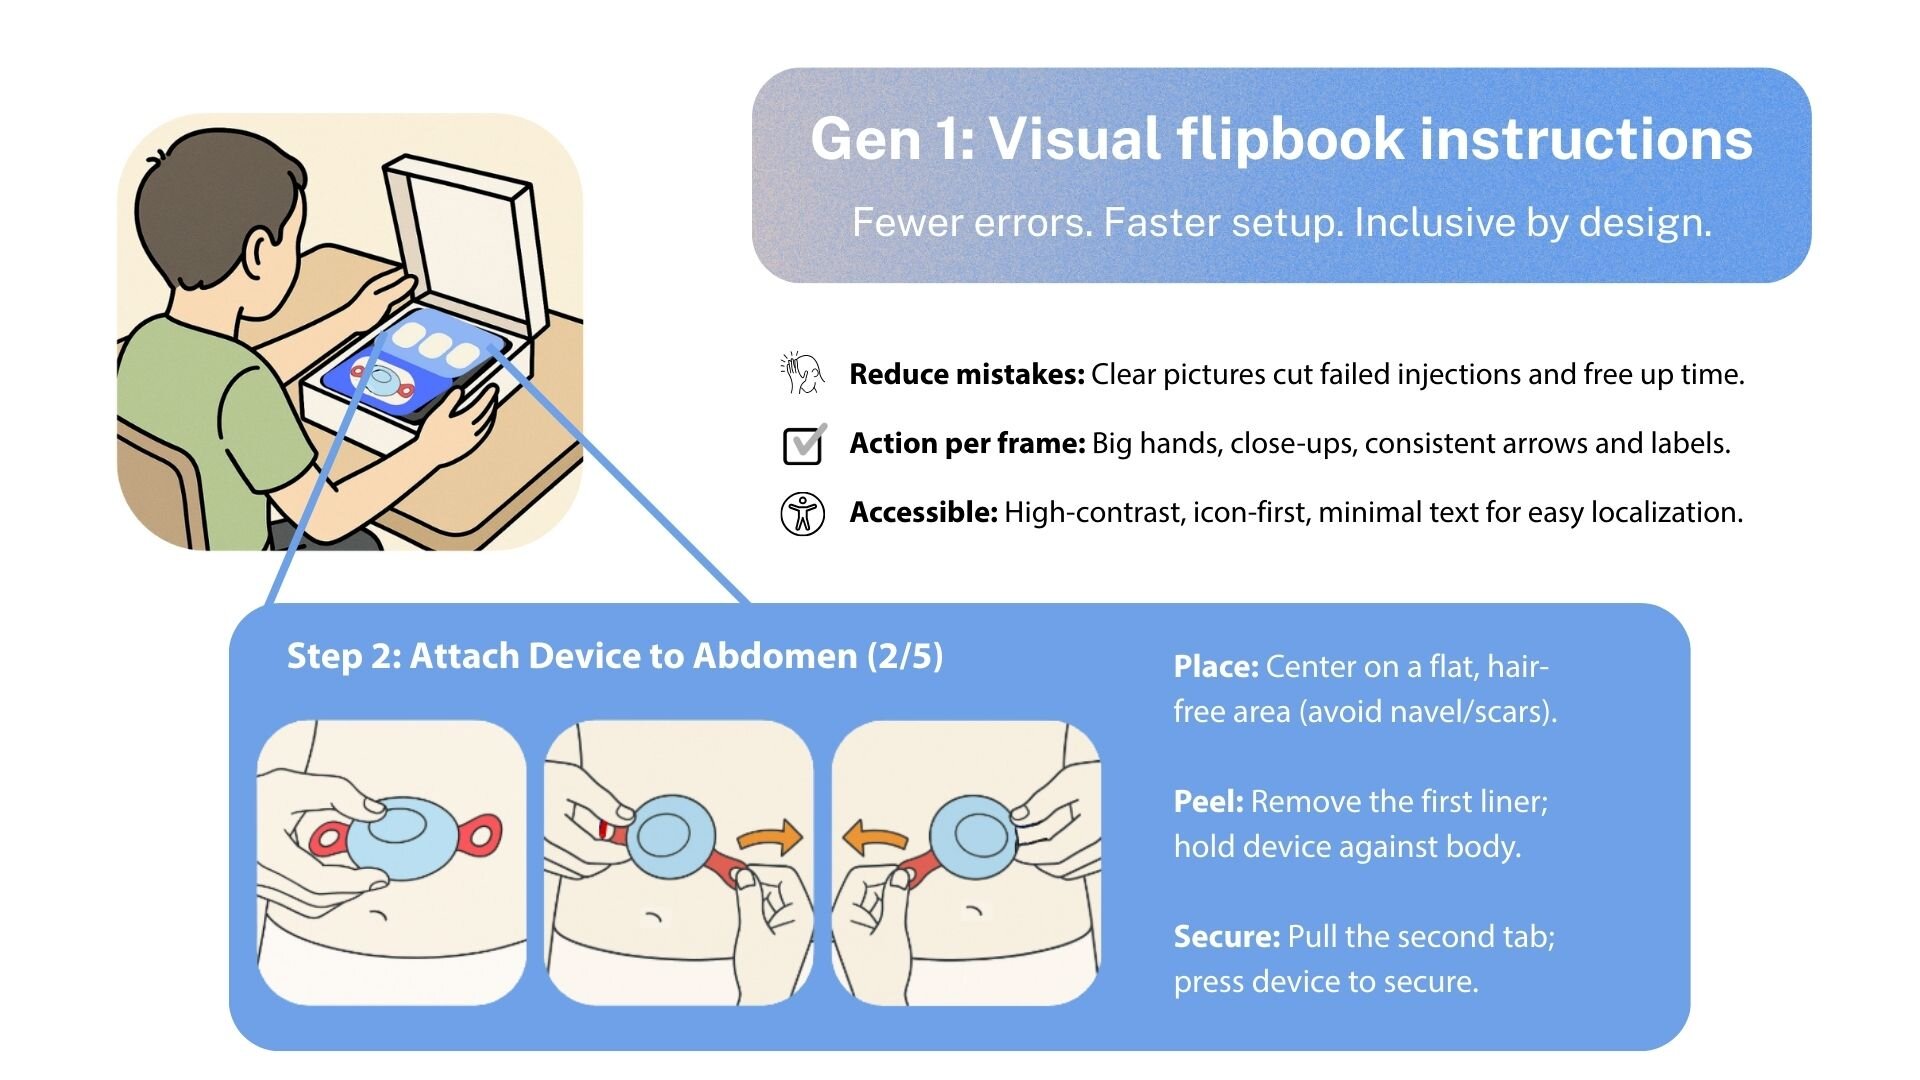 Gen 1: Visual flipbook instructions
Fewer errors. Faster setup. Inclusive by design.
Reduce mistakes: Clear pictures cut failed injections and free up time.
Action per frame: Big hands, close-ups, consistent arrows and labels.
Accessible: High-contrast, icon-first, minimal text for easy localization.
Step 2: Attach Device to Abdomen (2/5)
Place: Center on a flat, hair-
free area (avoid navel/scars).
Peel: Remove the first liner;
hold device against body.
Secure: Pull the second tab;
press device to secure.